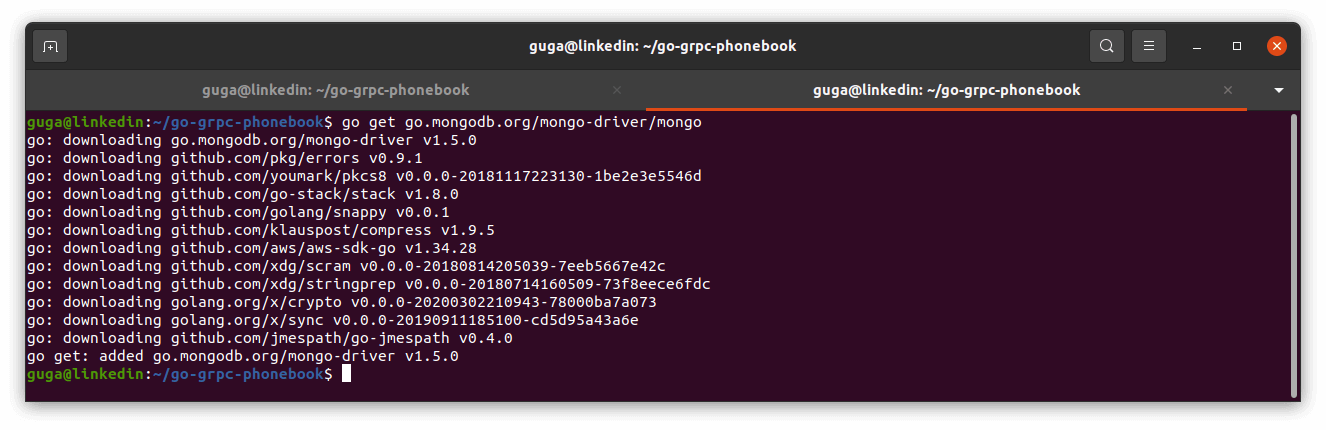 guga@linkedin: ~/go-grpc-phonebook
guga@linkedin: ~/go-grpc-phonebook
guga@linkedin: ~/go-grpc-phonebook
guga@linkedin:~/go-grpc-phonebook$ go get go.mongodb.org/mongo-driver/mongo
go: downloading go.mongodb.org/mongo-driver v1.5.0
go: downloading github.com/pkg/errors v0.9.1
go: downloading github.com/youmark/pkcs8 v0.0.0-20181117223130-1be2e3e5546d
go: downloading github.com/go-stack/stack v1.8.0
go: downloading github.com/golang/snappy v0.0.1
go: downloading github.com/klauspost/compress v1.9.5
go: downloading github.com/aws/aws-sdk-go v1.34.28
go: downloading github.com/xdg/scram v0.0.0-20180814205039-7eeb5667e42c
go: downloading github.com/xdg/stringprep v0.0.0-20180714160509-73f8eece6fdc
go: downloading golang.org/x/crypto v0.0.0-20200302210943-78000ba7a073
go: downloading golang.org/x/sync v0.0.0-20190911185100-cd5d95a43a6e
go: downloading github.com/jmespath/go-jmespath v0.4.0
go get: added go.mongodb.org/mongo-driver v1.5.0
guga@linkedin:~/go-grpc-phonebook$